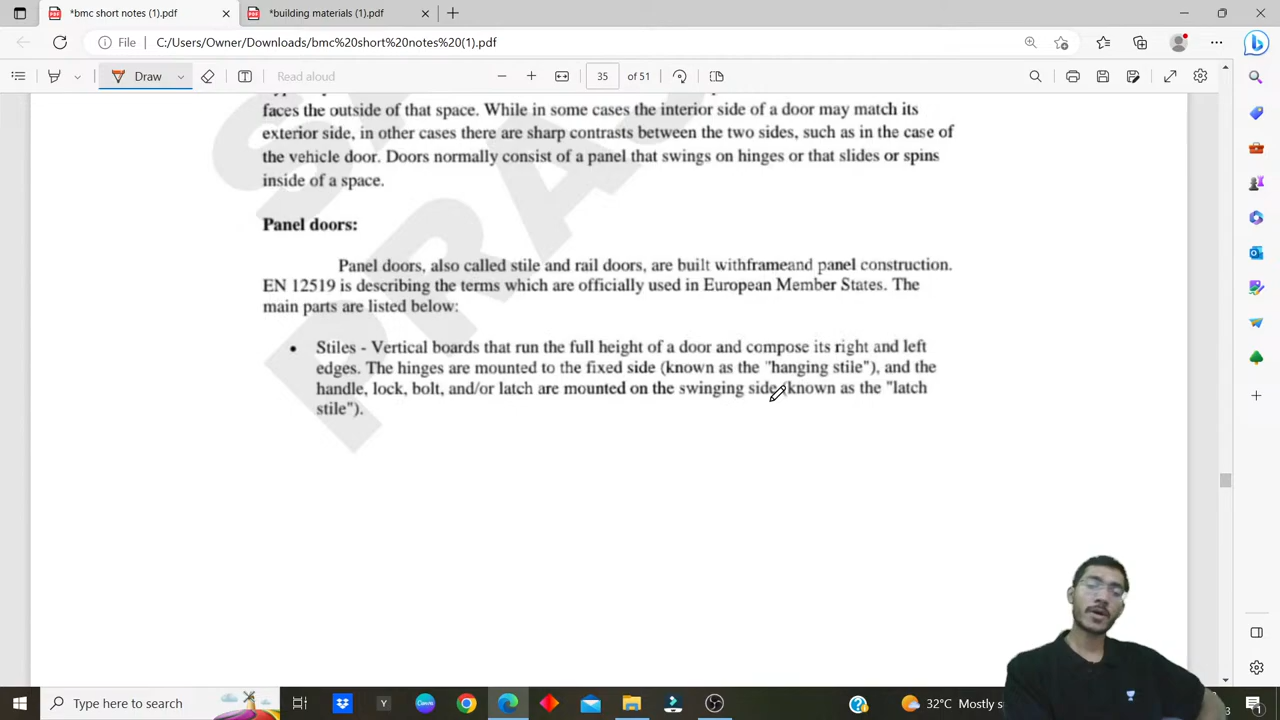 *bmc short notes (1).pdf
*building materials (1).pdf
File
C:/Users/Owner/Downloads/bmc%20short%20notes%20(1).pdf
Draw
Read aloud
35
of 51
faces the outside of that space. While in some cases the interior side of a door may match its
exterior side, in other cases there are sharp contrasts between the two sides, such as in the case of
the vehicle door. Doors normally consist of a panel that swings on hinges or that slides or spins
inside of a space.
Panel doors:
Panel doors, also called stile and rail doors, are built withframeand panel construction.
EN 12519 is describing the terms which are officially used in European Member States. The
main parts are listed below:
• Stiles - Vertical boards that run the full height of a door and compose its right and left
edges. The hinges are mounted to the fixed side (known as the "hanging stile"), and the
handle, lock, bolt, and/or latch are mounted on the swinging side (known as the "latch
stile").
Type here to search
32°C Mostly s